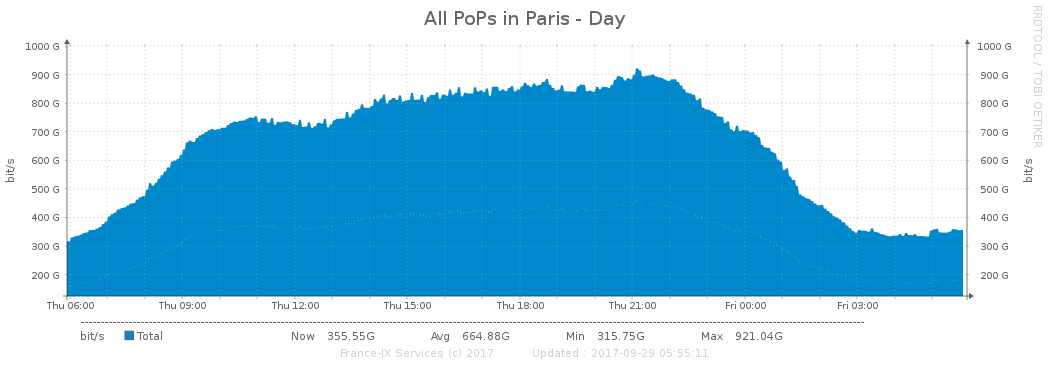 All PoPs in Paris - Day
RRDTOOL / TOBI OETIKER
1000 G 1000 G
900 G 900 G
800 G 800 G
700 G 700 G
600 G 600 G
500 G 500 G
400 G 400 G
300 G 300 G
200 G 200 G
bit/s bit/s
Thu 06:00 Thu 09:00 Thu 12:00 Thu 15:00 Thu 18:00 Thu 21:00 Fri 00:00 Fri 03:00
bit/s Total Now 355.55G Avg 664.88G Min 315.75G Max 921.04G
France-IX Services (c) 2017 Updated : 2017-09-29 05:55:11